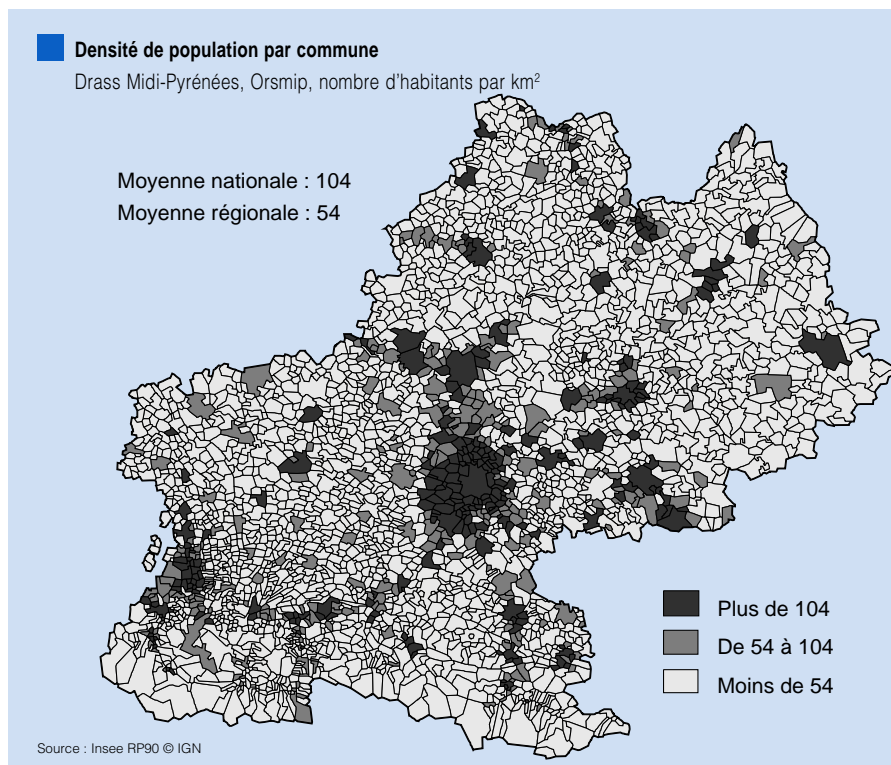 Densité de population par commune
Drass Midi-Pyrénées, Orsmip, nombre d'habitants par km²
Moyenne nationale : 104
Moyenne régionale : 54
Plus de 104
De 54 à 104
Moins de 54
Source : Insee RP90 © IGN